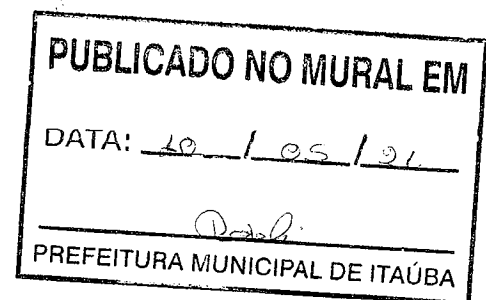 PUBLICADO NO MURAL EM
DATA: 10 / 05 / 21
PREFEITURA MUNICIPAL DE ITAÚBA